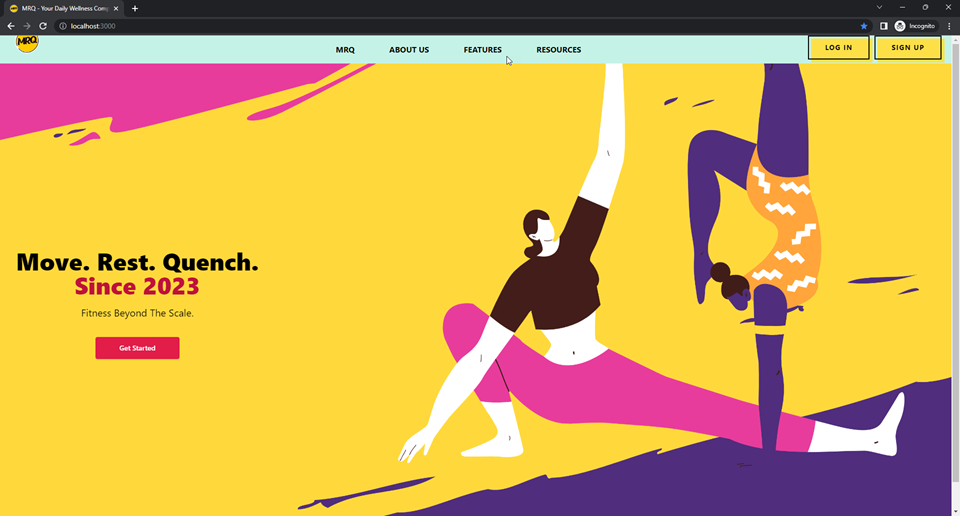 MRQ - Your Daily Wellness Comp
localhost:3000
Incognito
MRQ
MRQ
ABOUT US
FEATURES
RESOURCES
LOG IN
SIGN UP
Move. Rest. Quench.
Since 2023
Fitness Beyond The Scale.
Get Started